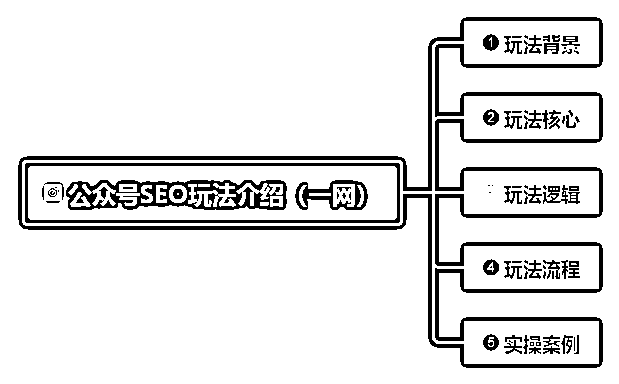 公众号SEO玩法介绍（一网）
❶ 玩法背景
❷ 玩法核心
玩法逻辑
❹ 玩法流程
❺ 实操案例